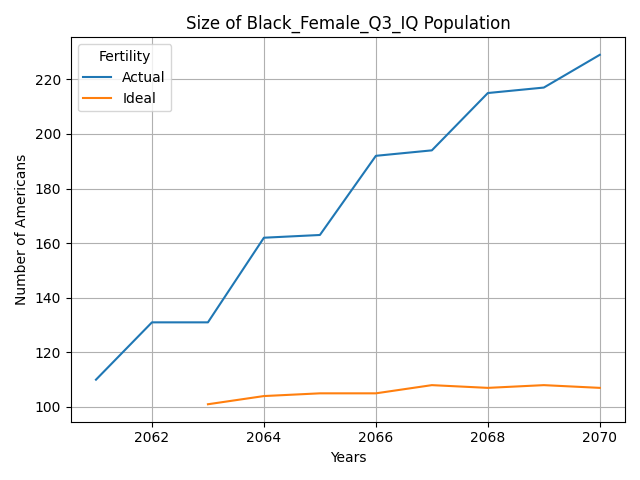 Size of Black_Female_Q3_IQ Population
Fertility
Actual
Ideal
Number of Americans
220
200
180
160
140
120
100
2062 2064 2066 2068 2070
Years